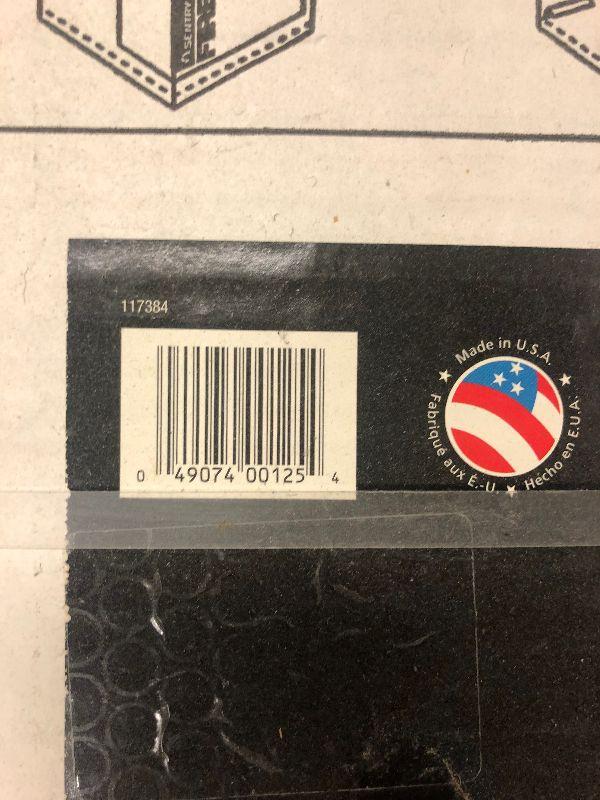 SENTRY
117384
0 49074 00125 4
Made in U.S.A.
Fabriqué aux É.-U.
Hecho en E.U.A.